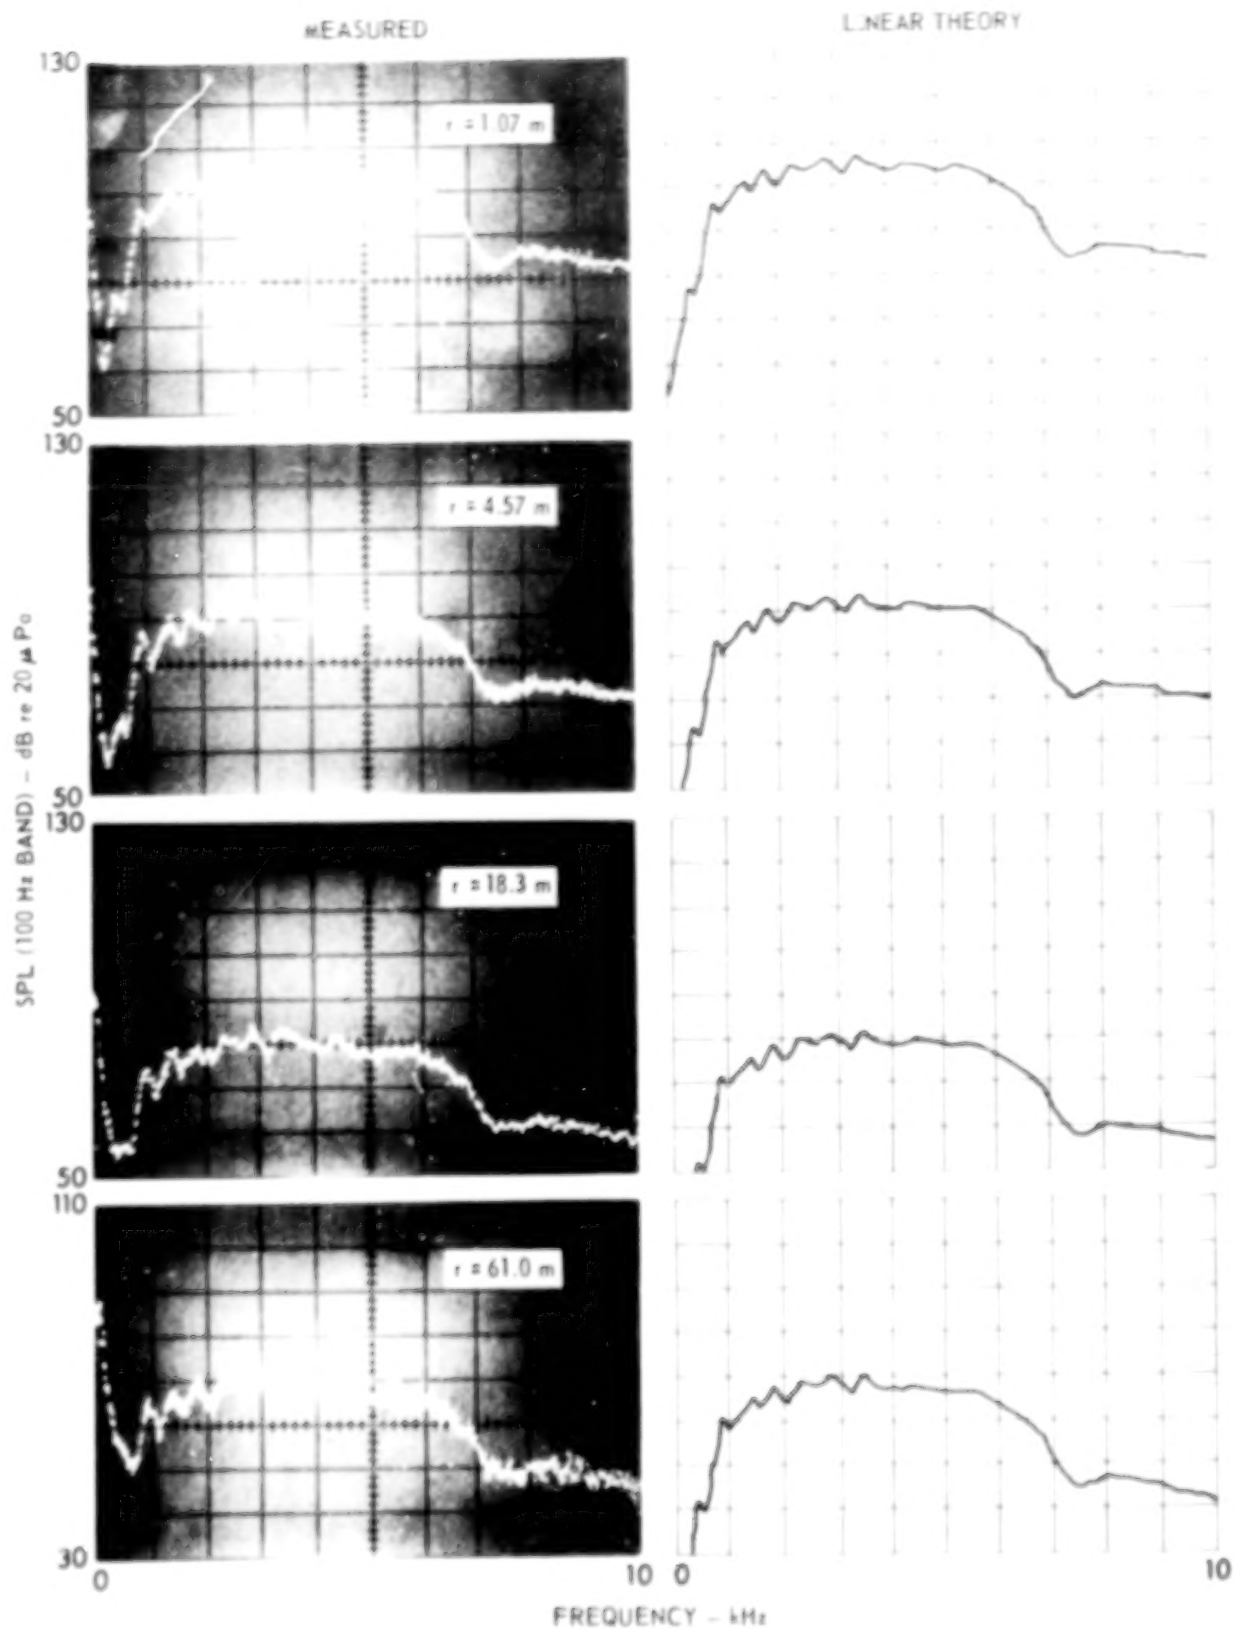 MEASURED
LINEAR THEORY
130
r = 1.07 m
50
130
r = 4.57 m
50
130
r = 18.3 m
50
110
r = 61.0 m
30
SPL (100 Hz BAND) – dB re 20 μPa
0
10
0
10
FREQUENCY – kHz